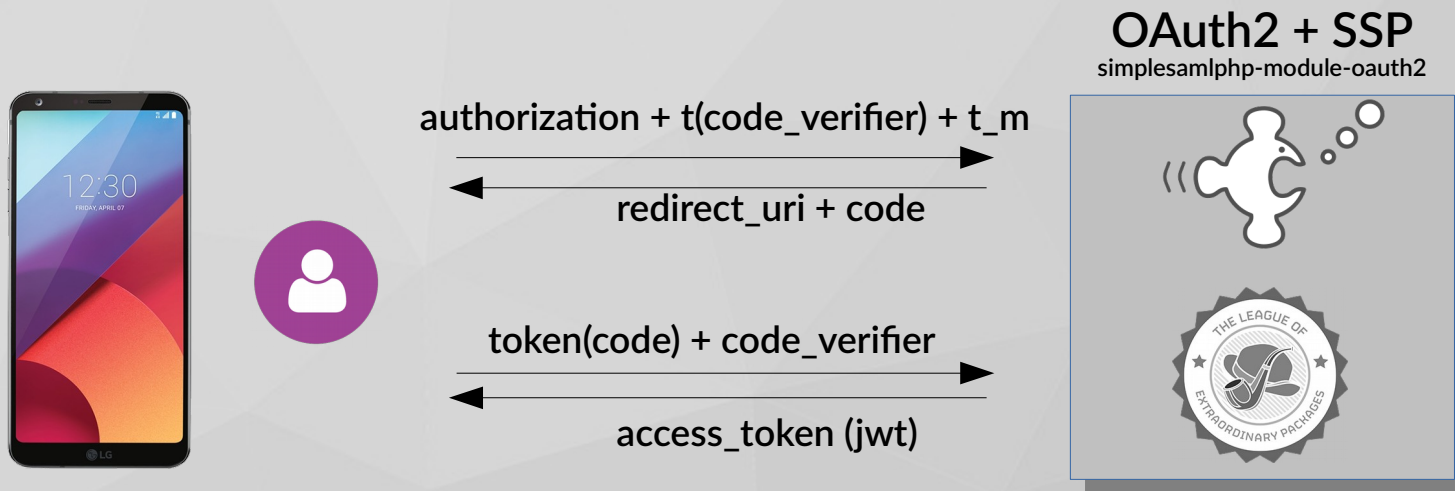 OAuth2 + SSP
simplesamlphp-module-oauth2
authorization + t(code_verifier) + t_m
redirect_uri + code
token(code) + code_verifier
access_token (jwt)
12:30
FRIDAY, APRIL 07
LG
THE LEAGUE OF
EXTRAORDINARY PACKAGES